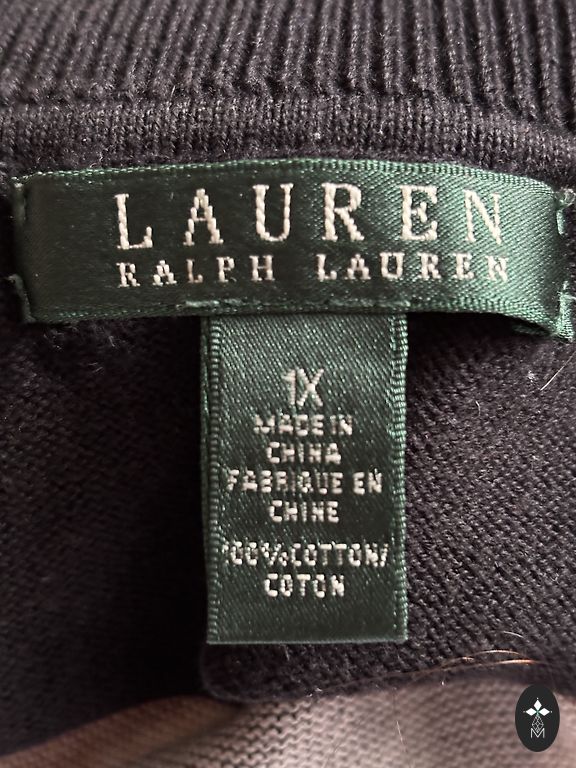 LAUREN
RALPH LAUREN
1X
MADE IN
CHINA
FABRIQUE EN
CHINE
100% COTTON/
COTON
M